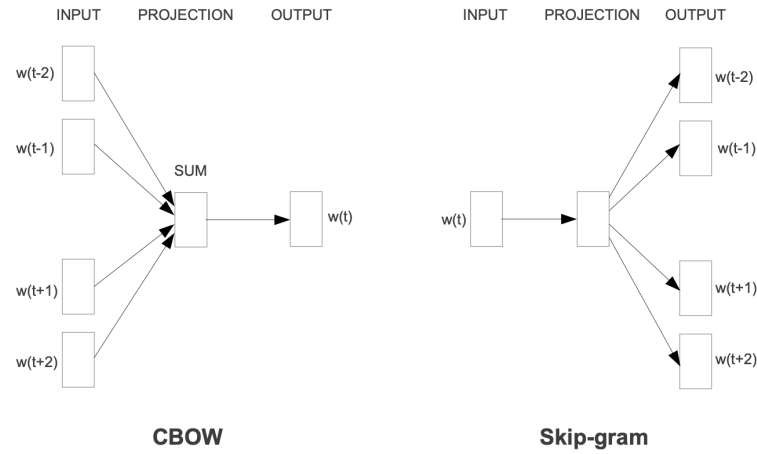 INPUT PROJECTION OUTPUT
w(t-2)
w(t-1)
SUM
w(t)
w(t+1)
w(t+2)
CBOW
INPUT PROJECTION OUTPUT
w(t-2)
w(t-1)
w(t)
w(t+1)
w(t+2)
Skip-gram